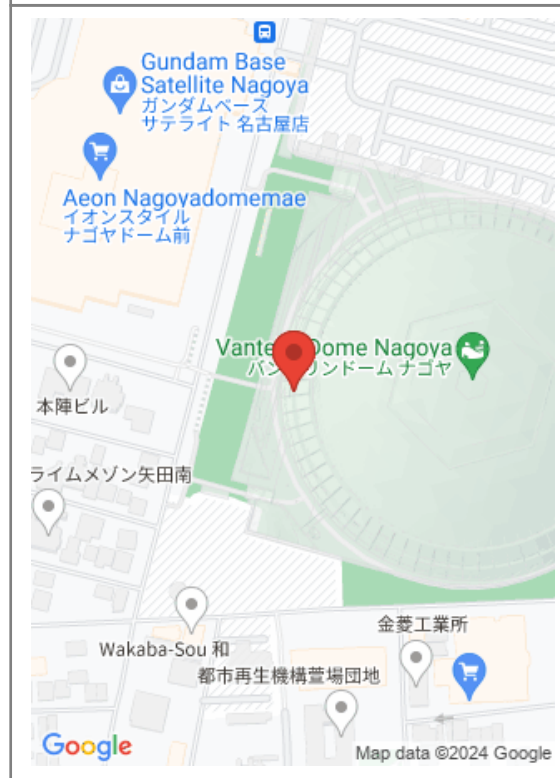 Gundam Base
Satellite Nagoya
ガンダムベース
サテライト 名古屋店
Aeon Nagoyadomemae
イオンスタイル
ナゴヤドーム前
Dome Nagoya
ドーム ナゴヤ
本陣ビル
ライムメゾン矢田南
Wakaba-Sou 和
金菱工業所
都市再生機構萱場団地
Google
Map data ©2024 Google